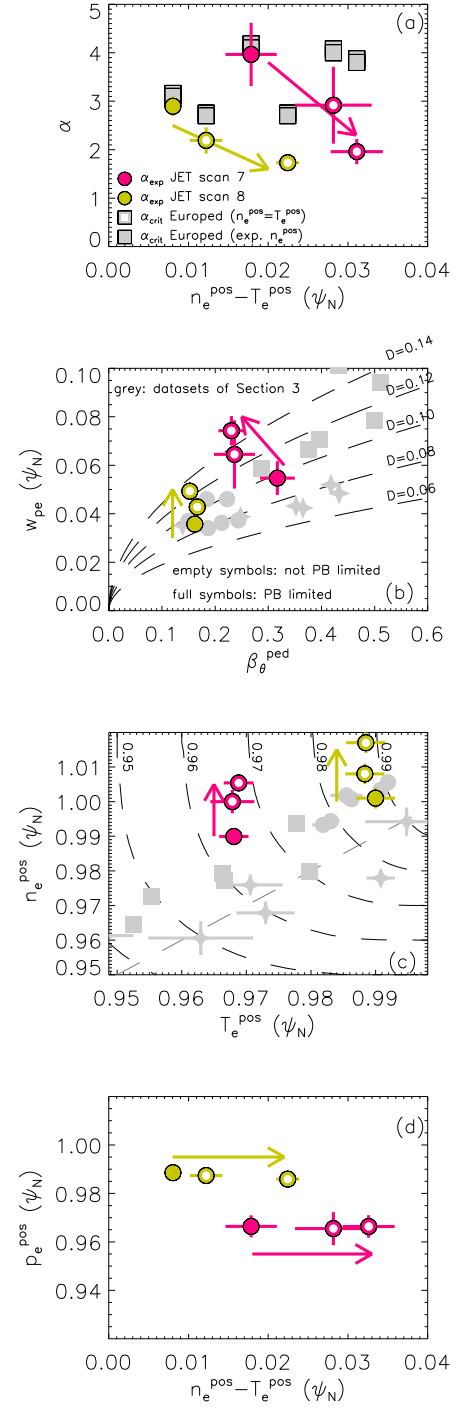 (a)
5
4
3
2
1
0
α
α_exp JET scan 7
α_exp JET scan 8
α_crit Europed (n_e^pos=T_e^pos)
α_crit Europed (exp. n_e^pos)
0.00 0.01 0.02 0.03 0.04
n_e^pos−T_e^pos (ψ_N)
D=0.14
D=0.12
D=0.10
D=0.08
D=0.06
grey: datasets of Section 3
0.10
0.08
0.06
0.04
0.02
0.00
w_pe (ψ_N)
empty symbols: not PB limited
full symbols: PB limited
(b)
0.0 0.1 0.2 0.3 0.4 0.5 0.6
β_θ^ped
0.95 0.96 0.97 0.98 0.99
1.01
1.00
0.99
0.98
0.97
0.96
0.95
n_e^pos (ψ_N)
(c)
0.95 0.96 0.97 0.98 0.99
T_e^pos (ψ_N)
(d)
1.00
0.98
0.96
0.94
p_e^pos (ψ_N)
0.00 0.01 0.02 0.03 0.04
n_e^pos−T_e^pos (ψ_N)